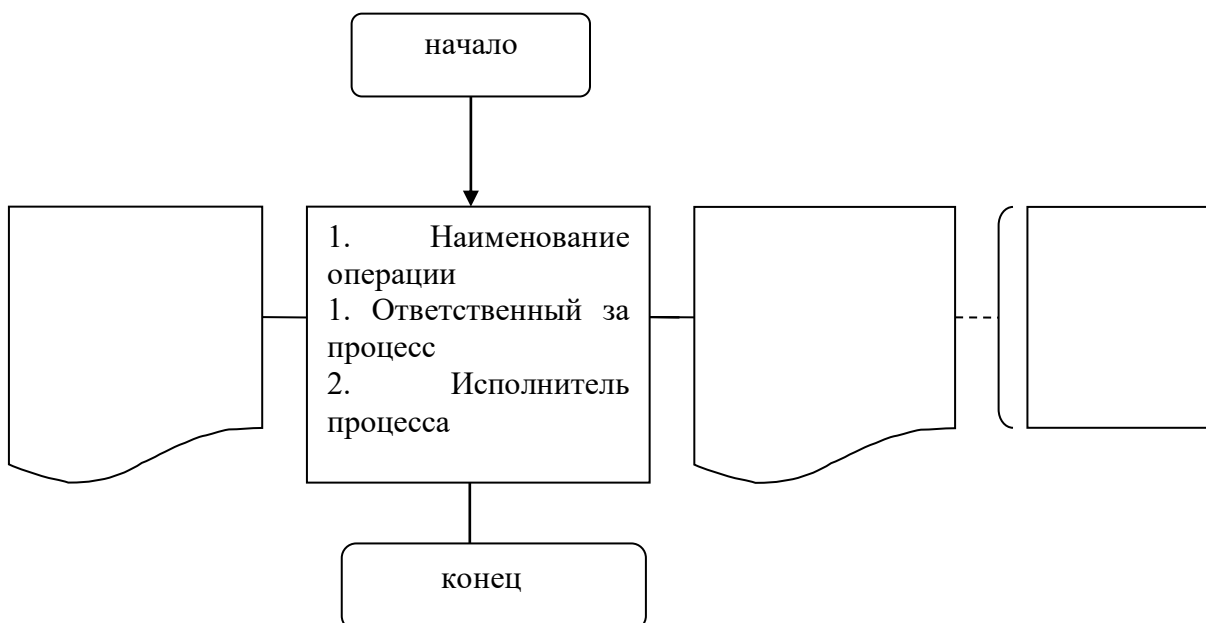 начало
1. Наименование
операции
1. Ответственный за
процесс
2. Исполнитель
процесса
конец